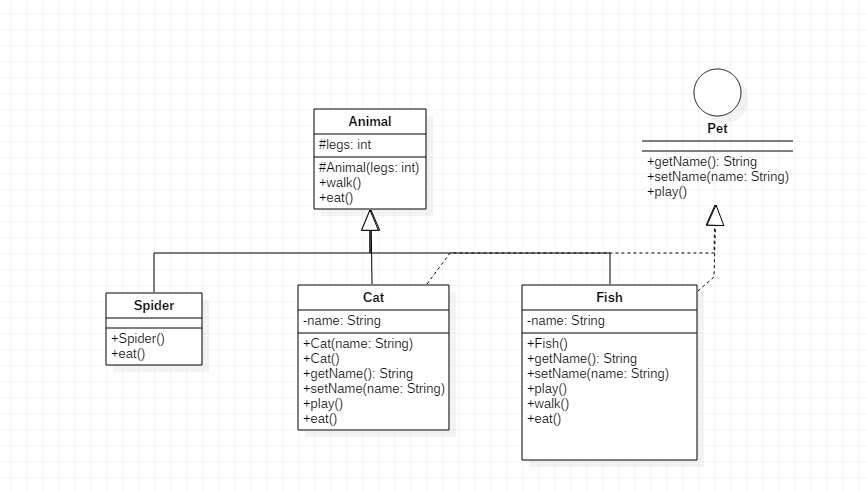 Animal
#legs: int
#Animal(legs: int)
+walk()
+eat()
Pet
+getName(): String
+setName(name: String)
+play()
Spider
+Spider()
+eat()
Cat
-name: String
+Cat(name: String)
+Cat()
+getName(): String
+setName(name: String)
+play()
+eat()
Fish
-name: String
+Fish()
+getName(): String
+setName(name: String)
+play()
+walk()
+eat()